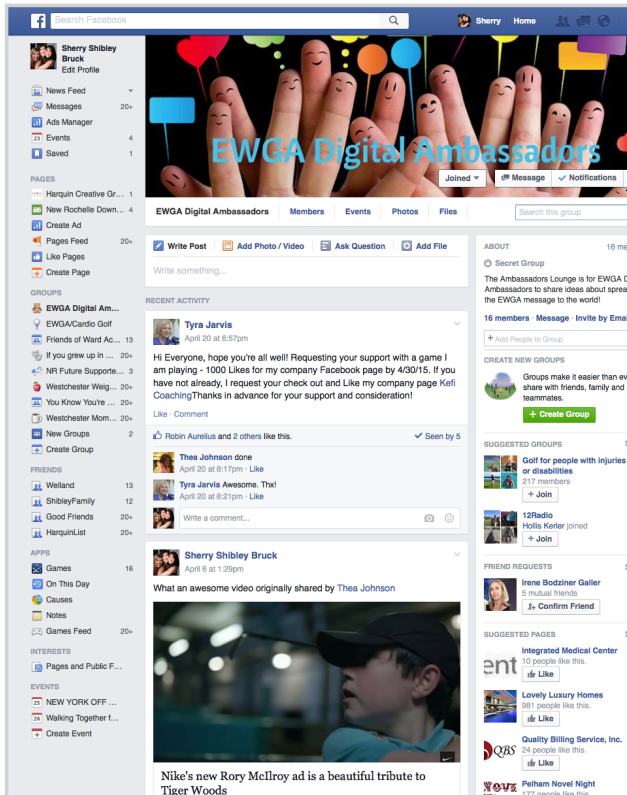 Search Facebook
Sherry
Home
Sherry Shibley
Bruck
Edit Profile
News Feed
Messages 20+
Ads Manager
23 Events 4
Saved 1
PAGES
Harquin Creative Gr... 1
New Rochelle Down... 4
Create Ad
Pages Feed 20+
Like Pages
Create Page
GROUPS
EWGA Digital Am...
EWGA/Cardio Golf
Friends of Ward Ac... 13
If you grew up in ... 20+
NR Future Supporte... 3
Westchester Weig... 20+
You Know You're ... 20+
Westchester Mom... 20+
New Groups 2
Create Group
FRIENDS
Welland 13
ShibleyFamily 12
Good Friends 20+
HarquinList 20+
APPS
Games 16
On This Day
Causes
Notes
Games Feed 20+
INTERESTS
Pages and Public F...
EVENTS
25 NEW YORK OFF ...
26 Walking Together f...
Create Event
EWGA Digital Ambassadors
Joined
Message
Notifications
EWGA Digital Ambassadors
Members
Events
Photos
Files
Search this group
Write Post
Add Photo / Video
Ask Question
Add File
Write something...
RECENT ACTIVITY
Tyra Jarvis
April 20 at 6:57pm
Hi Everyone, hope you're all well! Requesting your support with a game I
am playing - 1000 Likes for my company Facebook page by 4/30/15. If you
have not already, I request your check out and Like my company page Kefi
CoachingThanks in advance for your support and consideration!
Like · Comment
Robin Aurelius and 2 others like this.
Seen by 5
Thea Johnson done
April 20 at 8:17pm · Like
Tyra Jarvis Awesome. Thx!
April 20 at 8:21pm · Like
Write a comment...
Sherry Shibley Bruck
April 6 at 1:29pm
What an awesome video originally shared by Thea Johnson
Nike's new Rory McIlroy ad is a beautiful tribute to
Tiger Woods
ABOUT
16 me
Secret Group
The Ambassadors Lounge is for EWGA D
Ambassadors to share ideas about sprea
the EWGA message to the world!
16 members · Message · Invite by Emai
+ Add People to Group
CREATE NEW GROUPS
Groups make it easier than ev
share with friends, family and
teammates.
+ Create Group
SUGGESTED GROUPS
Golf for people with injuries
or disabilities
217 members
+ Join
12Radio
Hollis Kerler joined
+ Join
FRIEND REQUESTS
Irene Bodziner Galler
5 mutual friends
Confirm Friend
SUGGESTED PAGES
Integrated Medical Center
10 people like this.
Like
ent
Lovely Luxury Homes
981 people like this.
Like
Quality Billing Service, Inc.
24 people like this.
Like
QBS
Pelham Novel Night
177 people like this.